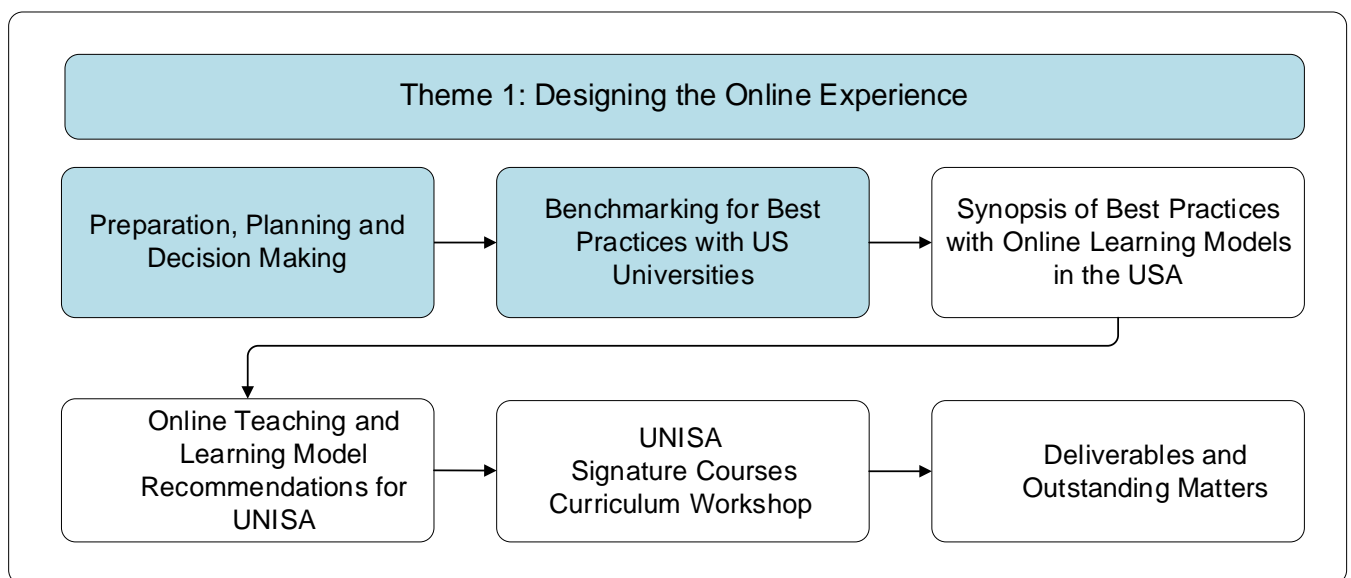 Theme 1: Designing the Online Experience
Preparation, Planning and
Decision Making
Benchmarking for Best
Practices with US
Universities
Synopsis of Best Practices
with Online Learning Models
in the USA
Online Teaching and
Learning Model
Recommendations for
UNISA
UNISA
Signature Courses
Curriculum Workshop
Deliverables and
Outstanding Matters